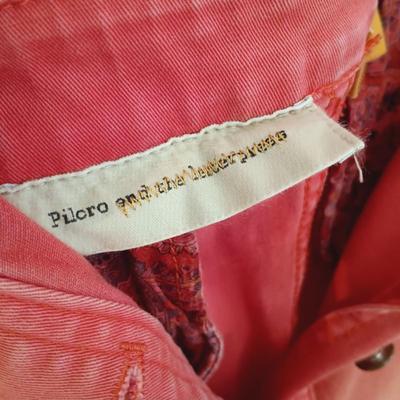 Pilcro and the Letterpress